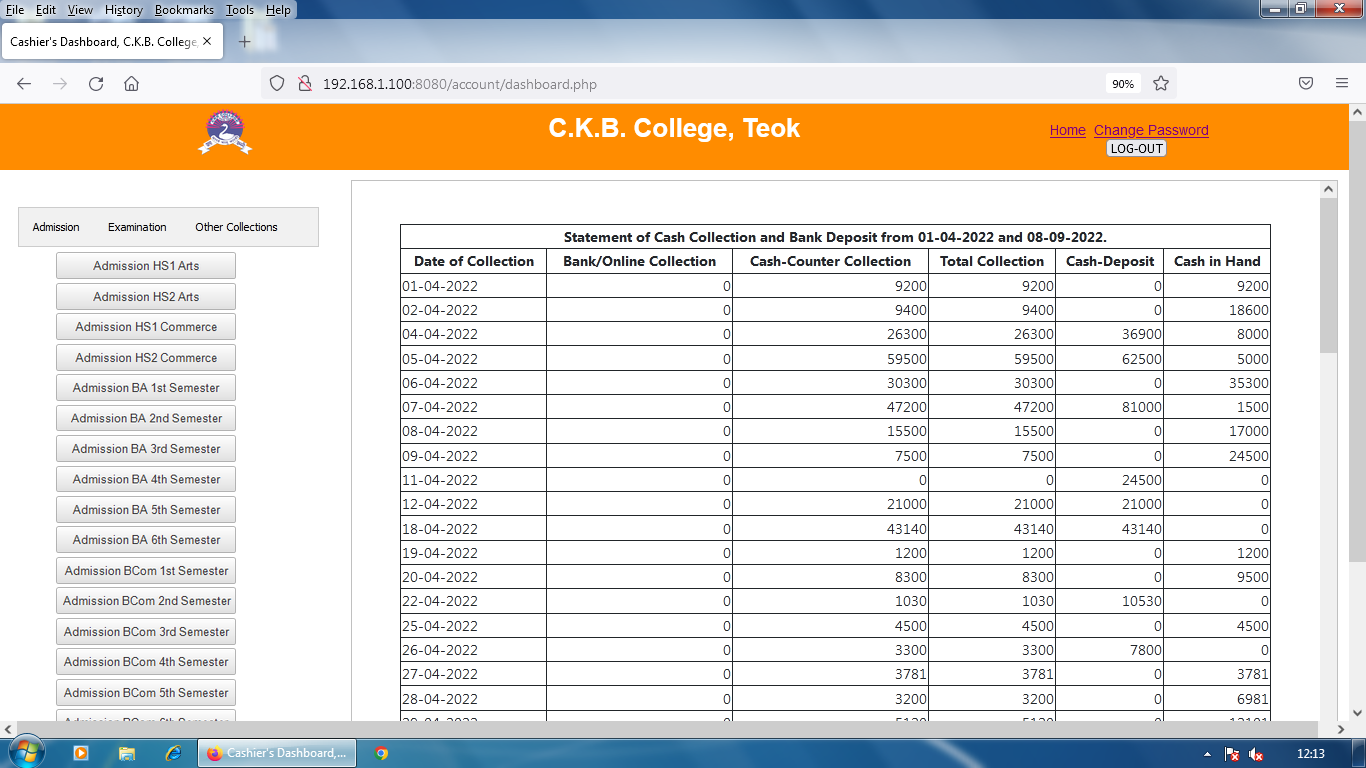 File Edit View History Bookmarks Tools Help
Cashier's Dashboard, C.K.B. College,
192.168.1.100:8080/account/dashboard.php
90%
C.K.B. College, Teok
Home Change Password
LOG-OUT
Admission Examination Other Collections
Admission HS1 Arts
Admission HS2 Arts
Admission HS1 Commerce
Admission HS2 Commerce
Admission BA 1st Semester
Admission BA 2nd Semester
Admission BA 3rd Semester
Admission BA 4th Semester
Admission BA 5th Semester
Admission BA 6th Semester
Admission BCom 1st Semester
Admission BCom 2nd Semester
Admission BCom 3rd Semester
Admission BCom 4th Semester
Admission BCom 5th Semester
Admission BCom 6th Semester
Statement of Cash Collection and Bank Deposit from 01-04-2022 and 08-09-2022.
Date of Collection Bank/Online Collection Cash-Counter Collection Total Collection Cash-Deposit Cash in Hand
01-04-2022 0 9200 9200 0 9200
02-04-2022 0 9400 9400 0 18600
04-04-2022 0 26300 26300 36900 8000
05-04-2022 0 59500 59500 62500 5000
06-04-2022 0 30300 30300 0 35300
07-04-2022 0 47200 47200 81000 1500
08-04-2022 0 15500 15500 0 17000
09-04-2022 0 7500 7500 0 24500
11-04-2022 0 0 0 24500 0
12-04-2022 0 21000 21000 21000 0
18-04-2022 0 43140 43140 43140 0
19-04-2022 0 1200 1200 0 1200
20-04-2022 0 8300 8300 0 9500
22-04-2022 0 1030 1030 10530 0
25-04-2022 0 4500 4500 0 4500
26-04-2022 0 3300 3300 7800 0
27-04-2022 0 3781 3781 0 3781
28-04-2022 0 3200 3200 0 6981
Cashier's Dashboard,...
12:13